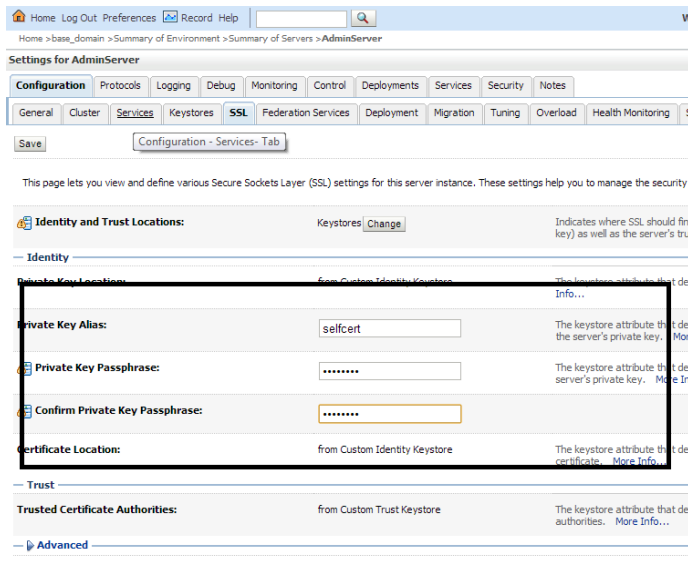 Home Log Out Preferences Record Help
Home >base_domain >Summary of Environment >Summary of Servers >AdminServer
Settings for AdminServer
Configuration Protocols Logging Debug Monitoring Control Deployments Services Security Notes
General Cluster Services Keystores SSL Federation Services Deployment Migration Tuning Overload Health Monitoring
Save
Configuration - Services- Tab
This page lets you view and define various Secure Sockets Layer (SSL) settings for this server instance. These settings help you to manage the security
Identity and Trust Locations: Keystores Change Indicates where SSL should
key) as well as the server's
Identity
Private Key Location: from Custom Identity Keystore The keystore attribute that
Info...
Private Key Alias: selfcert The keystore attribute that
the server's private key.
Private Key Passphrase: •••••••• The keystore attribute that
server's private key. More
Confirm Private Key Passphrase: ••••••••
Certificate Location: from Custom Identity Keystore The keystore attribute that
certificate. More Info...
Trust
Trusted Certificate Authorities: from Custom Trust Keystore The keystore attribute that
authorities. More Info...
Advanced